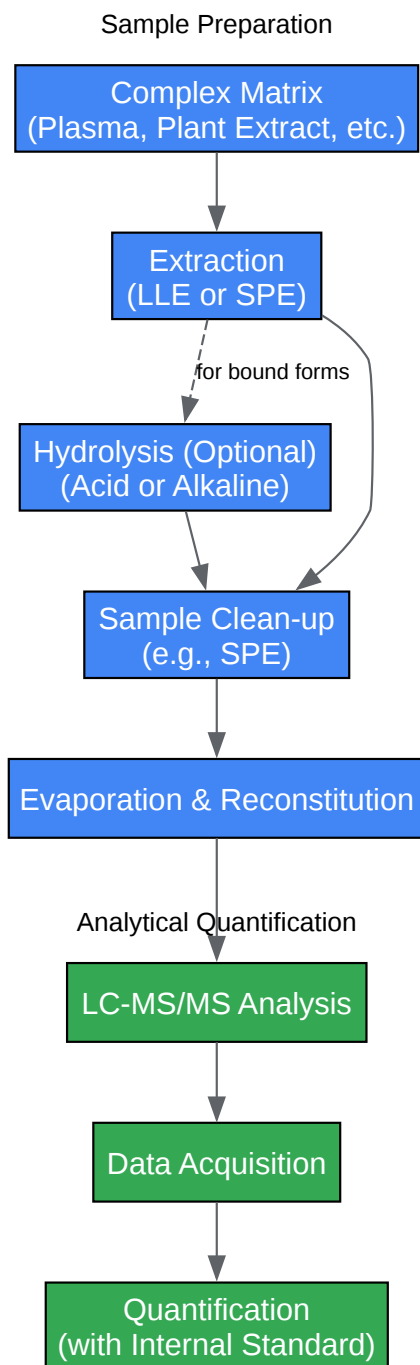 Sample Preparation
Complex Matrix
(Plasma, Plant Extract, etc.)
Extraction
(LLE or SPE)
for bound forms
Hydrolysis (Optional)
(Acid or Alkaline)
Sample Clean-up
(e.g., SPE)
Evaporation & Reconstitution
Analytical Quantification
LC-MS/MS Analysis
Data Acquisition
Quantification
(with Internal Standard)